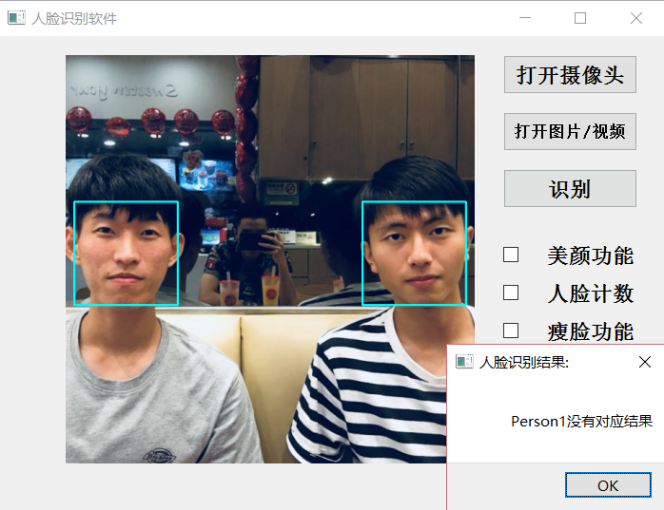 人脸识别软件
打开摄像头
打开图片/视频
识别
美颜功能
人脸计数
瘦脸功能
人脸识别结果:
Person1没有对应结果
OK